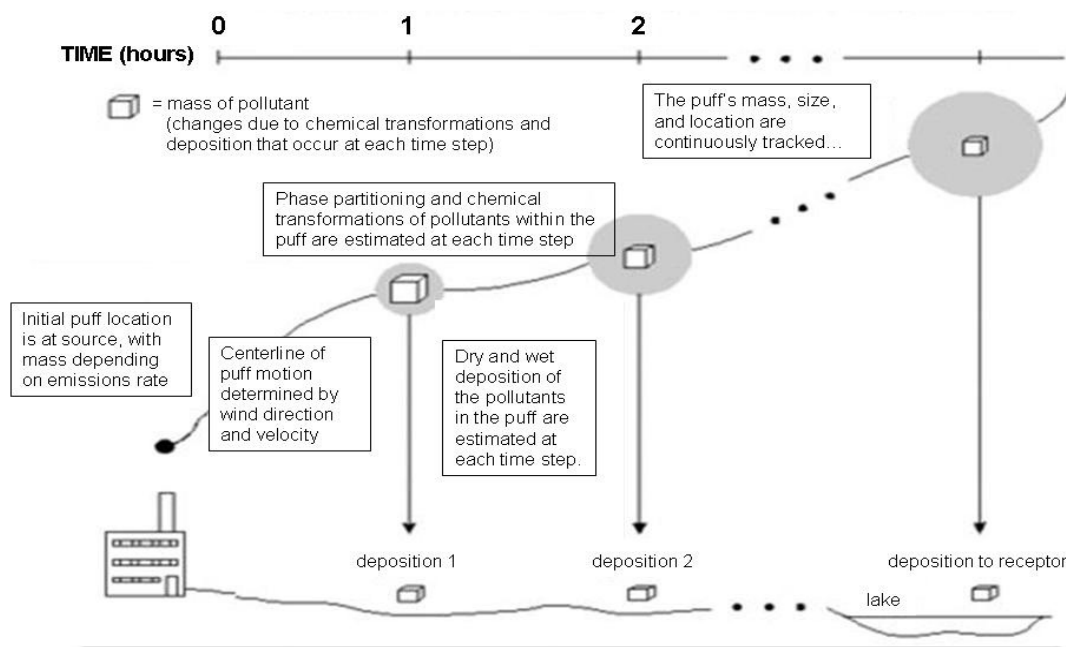 0 1 2
TIME (hours)
= mass of pollutant
(changes due to chemical transformations and
deposition that occur at each time step)
The puff's mass, size,
and location are
continuously tracked...
Phase partitioning and chemical
transformations of pollutants within the
puff are estimated at each time step
Initial puff location
is at source, with
mass depending
on emissions rate
Centerline of
puff motion
determined by
wind direction
and velocity
Dry and wet
deposition of
the pollutants
in the puff are
estimated at
each time step.
deposition 1
deposition 2
deposition to receptor
lake